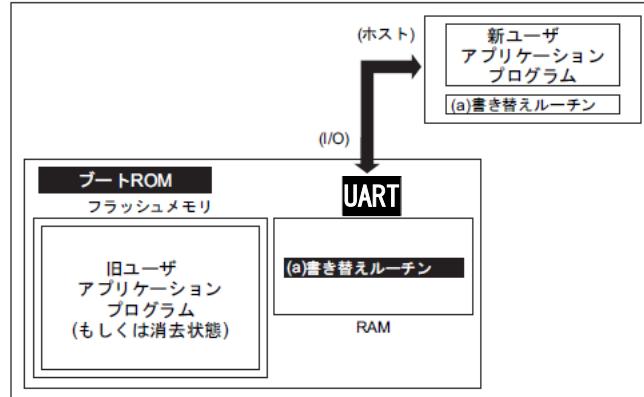 (ホスト)
新ユーザ
アプリケーション
プログラム
(a)書き替えルーチン
(I/O)
ブートROM
UART
フラッシュメモリ
旧ユーザ
アプリケーション
プログラム
(もしくは消去状態)
(a)書き替えルーチン
RAM